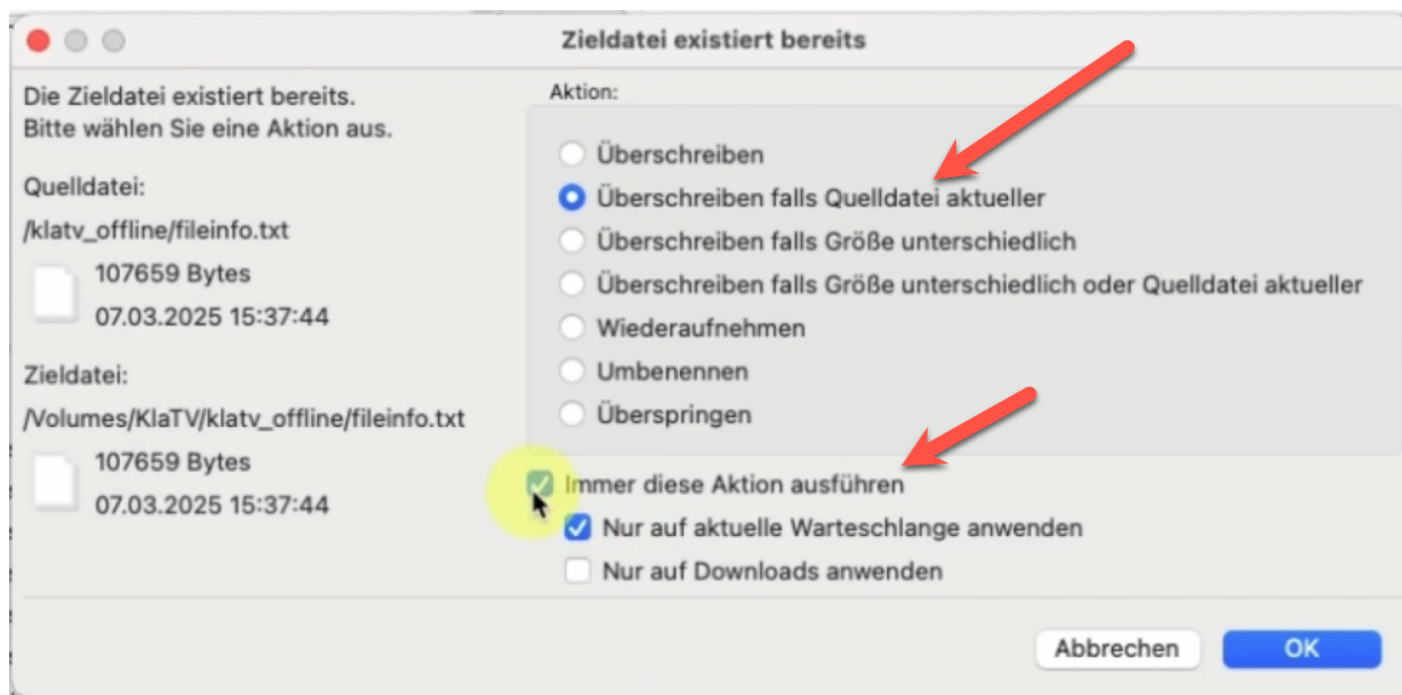 Zieldatei existiert bereits
Die Zieldatei existiert bereits.
Bitte wählen Sie eine Aktion aus.
Quelldatei:
/klatv_offline/fileinfo.txt
107659 Bytes
07.03.2025 15:37:44
Zieldatei:
/Volumes/KlaTV/klatv_offline/fileinfo.txt
107659 Bytes
07.03.2025 15:37:44
Aktion:
Überschreiben
Überschreiben falls Quelldatei aktueller
Überschreiben falls Größe unterschiedlich
Überschreiben falls Größe unterschiedlich oder Quelldatei aktueller
Wiederaufnehmen
Umbenennen
Überspringen
Immer diese Aktion ausführen
Nur auf aktuelle Warteschlange anwenden
Nur auf Downloads anwenden
Abbrechen
OK